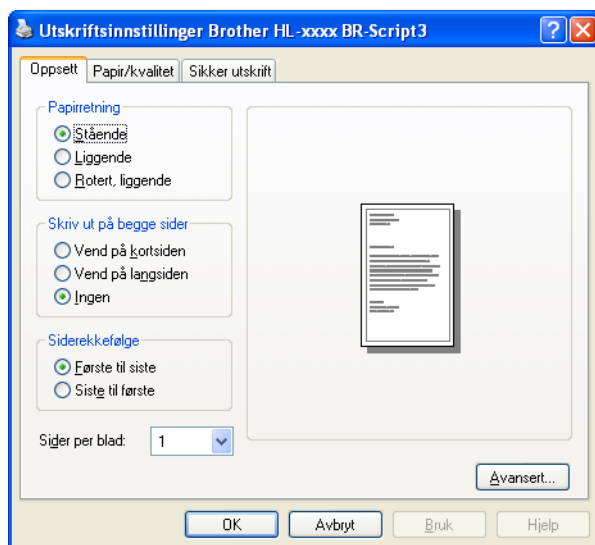 Utskriftsinnstillinger Brother HL-xxxx BR-Script3
Oppsett Papir/kvalitet Sikker utskrift
Papirretning
Stående
Liggende
Rotert, liggende
Skriv ut på begge sider
Vend på kortsiden
Vend på langsiden
Ingen
Siderekkefølge
Første til siste
Siste til første
Sider per blad: 1
Avansert...
OK Avbryt Bruk Hjelp